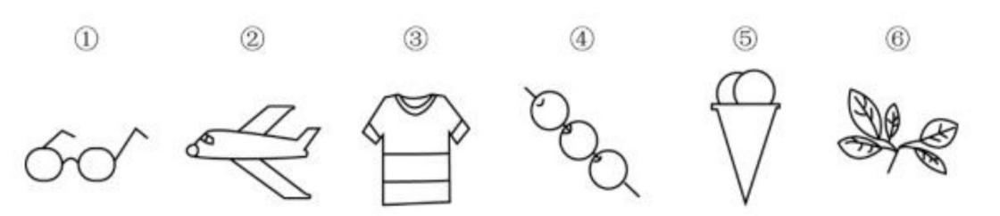 ① ② ③ ④ ⑤ ⑥